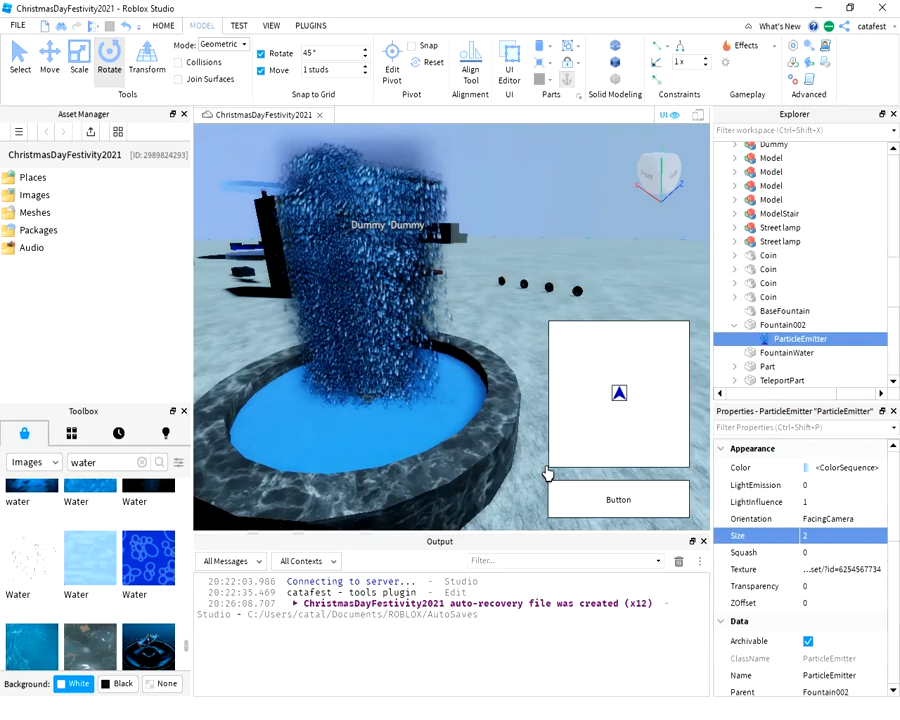 ChristmasDayFestivity2021 - Roblox Studio
FILE HOME MODEL TEST VIEW PLUGINS What's New catafest
Select Move Scale Rotate Transform
Mode: Geometric
Collisions
Join Surfaces
Tools
Rotate 45°
Move 1 studs
Snap to Grid
Edit Pivot
Snap
Reset
Pivot
Align Tool
Alignment
UI Editor
UI
Parts
Solid Modeling
1 x
Constraints
Effects
Gameplay
Advanced
Asset Manager
ChristmasDayFestivity2021 [ID: 2989824293]
Places
Images
Meshes
Packages
Audio
Toolbox
Images water
water Water Water
Water Water Water
Background: White Black None
ChristmasDayFestivity2021
UI
Dummy Dummy
Button
Output
All Messages All Contexts Filter...
20:22:03.986 Connecting to server... - Studio
20:22:35.469 catafest - tools plugin - Edit
20:26:08.707 ChristmasDayFestivity2021 auto-recovery file was created (x12) -
Studio - C:/Users/catal/Documents/ROBLOX/AutoSaves
Explorer
Filter workspace (Ctrl+Shift+X)
Dummy
Model
Model
Model
Model
ModelStair
Street lamp
Street lamp
Coin
Coin
Coin
Coin
BaseFountain
Fountain002
ParticleEmitter
FountainWater
Part
TeleportPart
Properties - ParticleEmitter "ParticleEmitter"
Filter Properties (Ctrl+Shift+P)
Appearance
Color <ColorSequence>
LightEmission 0
LightInfluence 1
Orientation FacingCamera
Size 2
Squash 0
Texture ...set/?id=6254567734
Transparency 0
ZOffset 0
Data
Archivable
ClassName ParticleEmitter
Name ParticleEmitter
Parent Fountain002